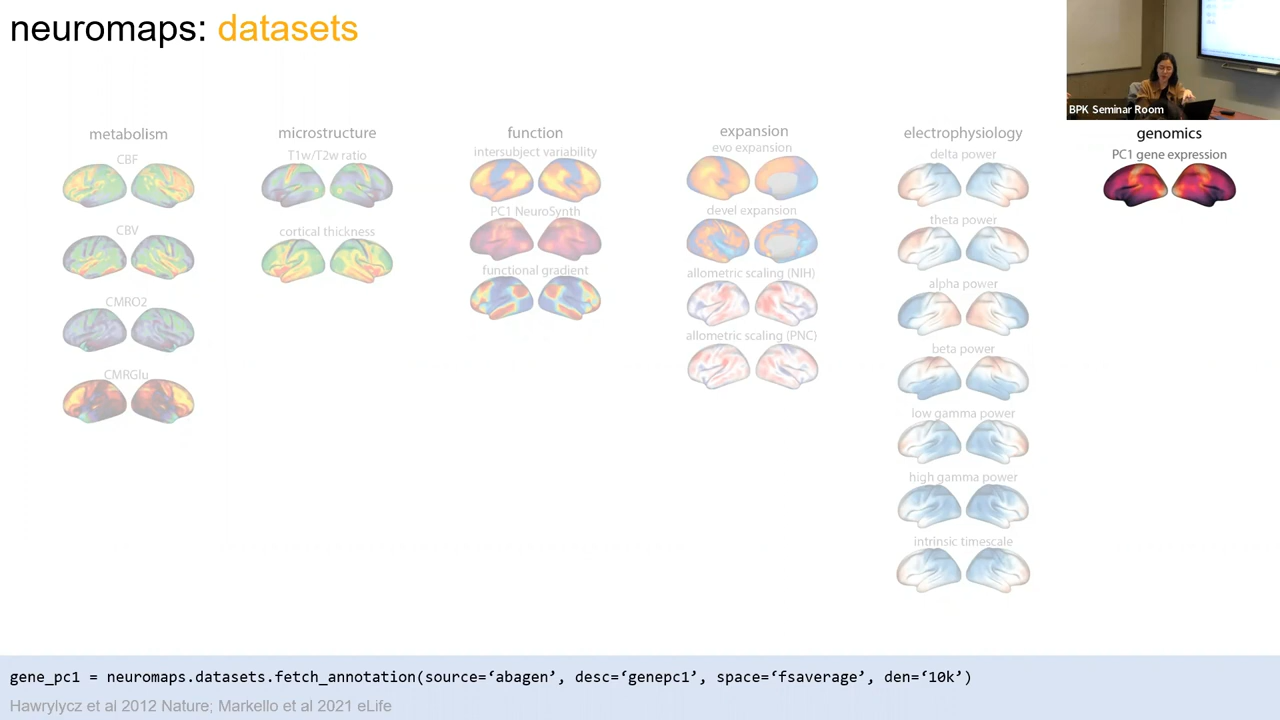 neuromaps: datasets
BPK Seminar Room
metabolism
CBF
CBV
CMRO2
CMRGlu
microstructure
T1w/T2w ratio
cortical thickness
function
intersubject variability
PC1 NeuroSynth
functional gradient
expansion
evo expansion
devel expansion
allometric scaling (NIH)
allometric scaling (PNC)
electrophysiology
delta power
theta power
alpha power
beta power
low gamma power
high gamma power
intrinsic timescale
genomics
PC1 gene expression
gene_pc1 = neuromaps.datasets.fetch_annotation(source=‘abagen’, desc=‘genepc1’, space=‘fsaverage’, den=‘10k’)
Hawrylycz et al 2012 Nature; Markello et al 2021 eLife